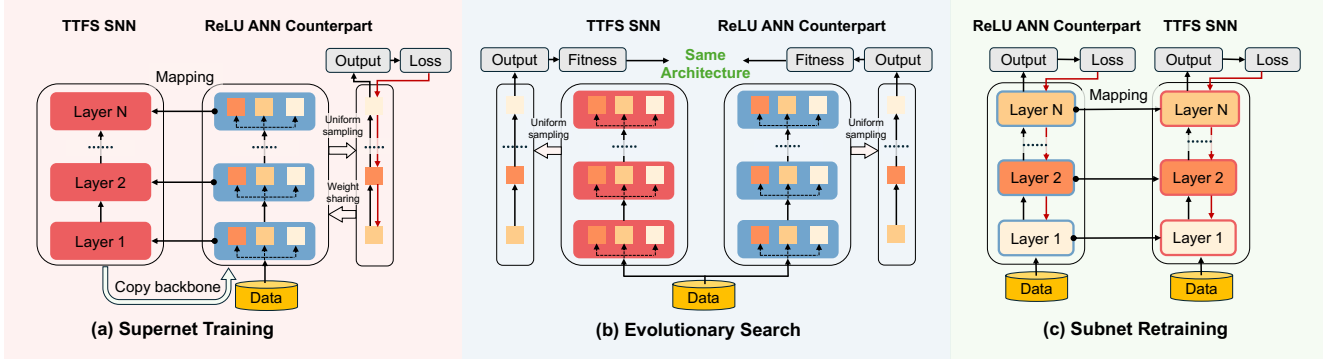 TTFS SNN
ReLU ANN Counterpart
Output
Loss
Mapping
Layer N
......
Layer 2
Layer 1
......
Uniform
sampling
......
Weight
sharing
Copy backbone
Data
(a) Supernet Training
TTFS SNN
ReLU ANN Counterpart
Output
Fitness
Same
Architecture
Fitness
Output
Uniform
sampling
......
......
......
Uniform
sampling
......
Data
(b) Evolutionary Search
ReLU ANN Counterpart
TTFS SNN
Output
Loss
Output
Loss
Mapping
Layer N
Layer N
......
......
Layer 2
Layer 2
Layer 1
Layer 1
Data
Data
(c) Subnet Retraining